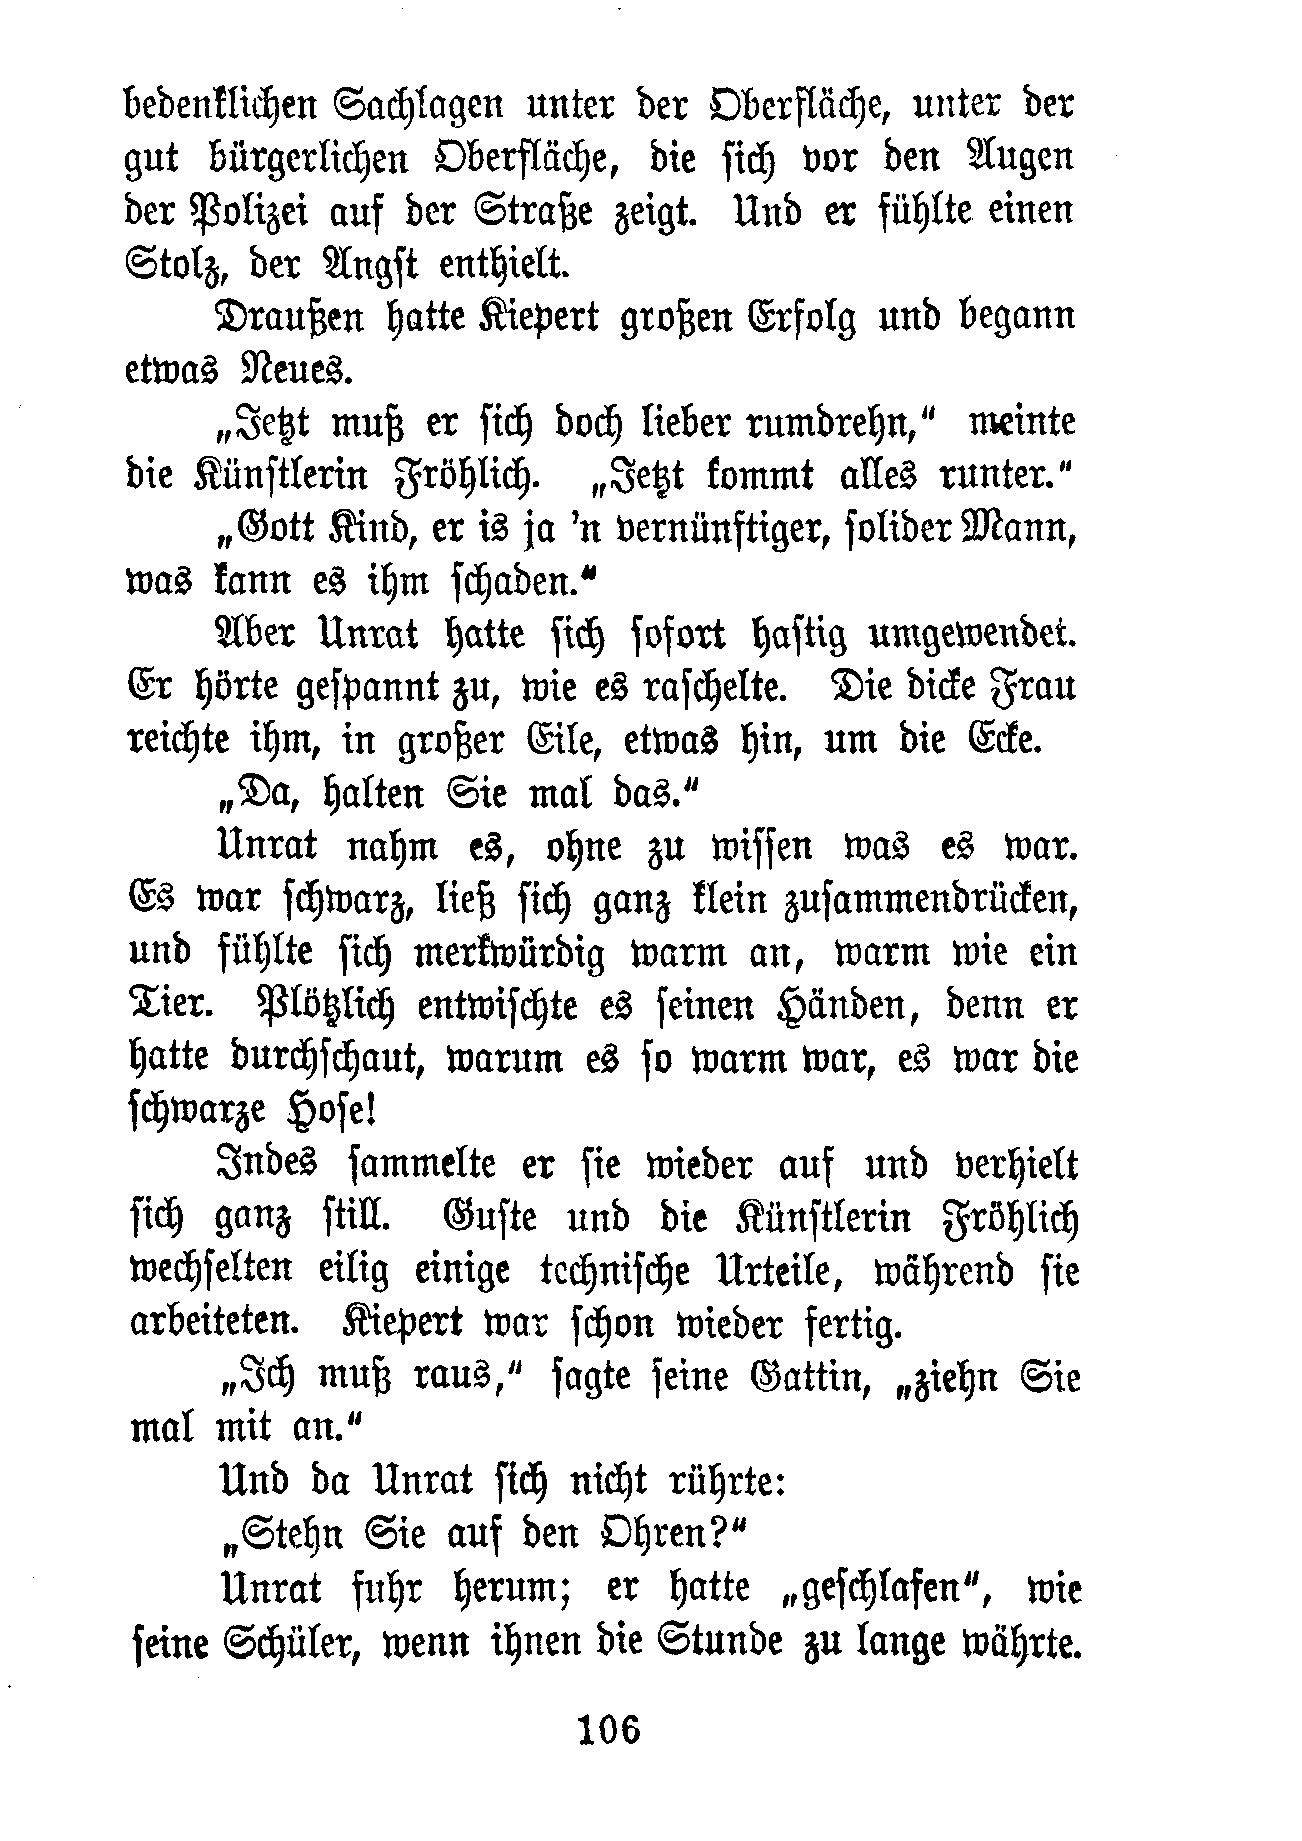 bedenklichen Sachlagen unter der Oberfläche, unter der
gut bürgerlichen Oberfläche, die sich vor den Augen
der Polizei auf der Straße zeigt. Und er fühlte einen
Stolz, der Angst enthielt.
Draußen hatte Kiepert großen Erfolg und begann
etwas Neues.
„Jetzt muß er sich doch lieber rumdrehn,“ meinte
die Künstlerin Fröhlich. „Jetzt kommt alles runter.“
„Gott Kind, er is ja 'n vernünftiger, solider Mann,
was kann es ihm schaden.“
Aber Unrat hatte sich sofort hastig umgewendet.
Er hörte gespannt zu, wie es raschelte. Die dicke Frau
reichte ihm, in großer Eile, etwas hin, um die Ecke.
„Da, halten Sie mal das.“
Unrat nahm es, ohne zu wissen was es war.
Es war schwarz, ließ sich ganz klein zusammendrücken,
und fühlte sich merkwürdig warm an, warm wie ein
Tier. Plötzlich entwischte es seinen Händen, denn er
hatte durchschaut, warum es so warm war, es war die
schwarze Hose!
Indes sammelte er sie wieder auf und verhielt
sich ganz still. Guste und die Künstlerin Fröhlich
wechselten eilig einige technische Urteile, während sie
arbeiteten. Kiepert war schon wieder fertig.
„Ich muß raus,“ sagte seine Gattin, „ziehn Sie
mal mit an.“
Und da Unrat sich nicht rührte:
„Stehn Sie auf den Ohren?“
Unrat fuhr herum; er hatte „geschlafen“, wie
seine Schüler, wenn ihnen die Stunde zu lange währte.
106